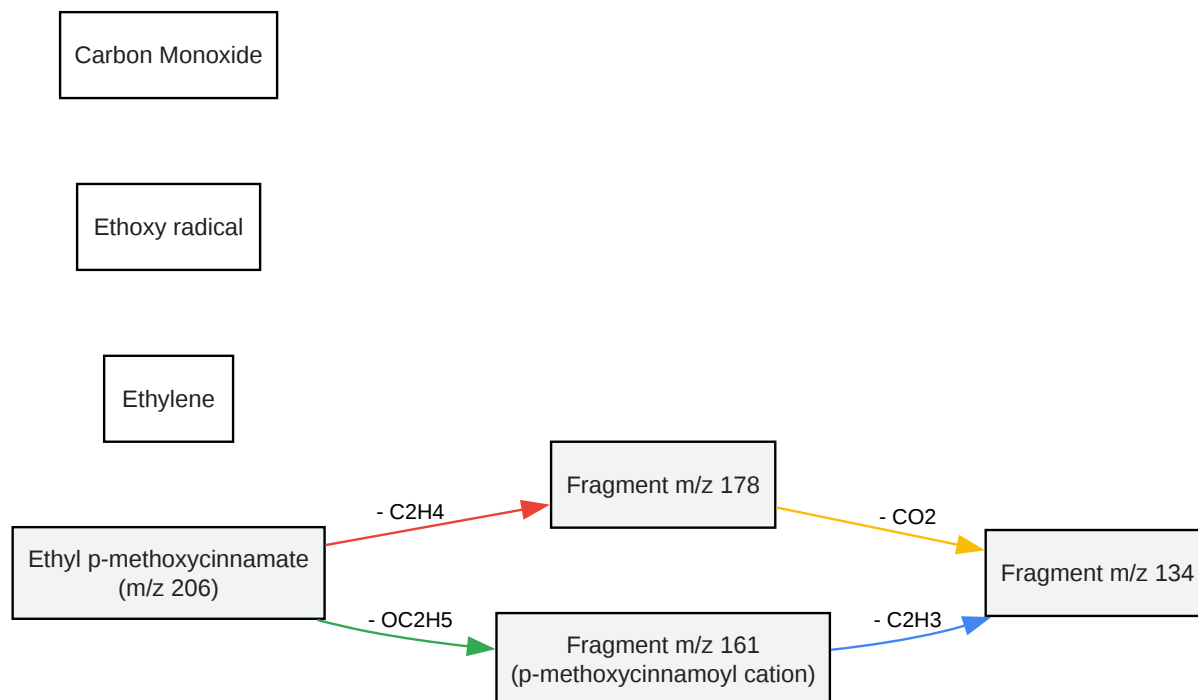 Carbon Monoxide
Ethoxy radical
Ethylene
Fragment m/z 178
- C2H4
- CO2
Ethyl p-methoxycinnamate
(m/z 206)
Fragment m/z 134
- OC2H5
- C2H3
Fragment m/z 161
(p-methoxycinnamoyl cation)